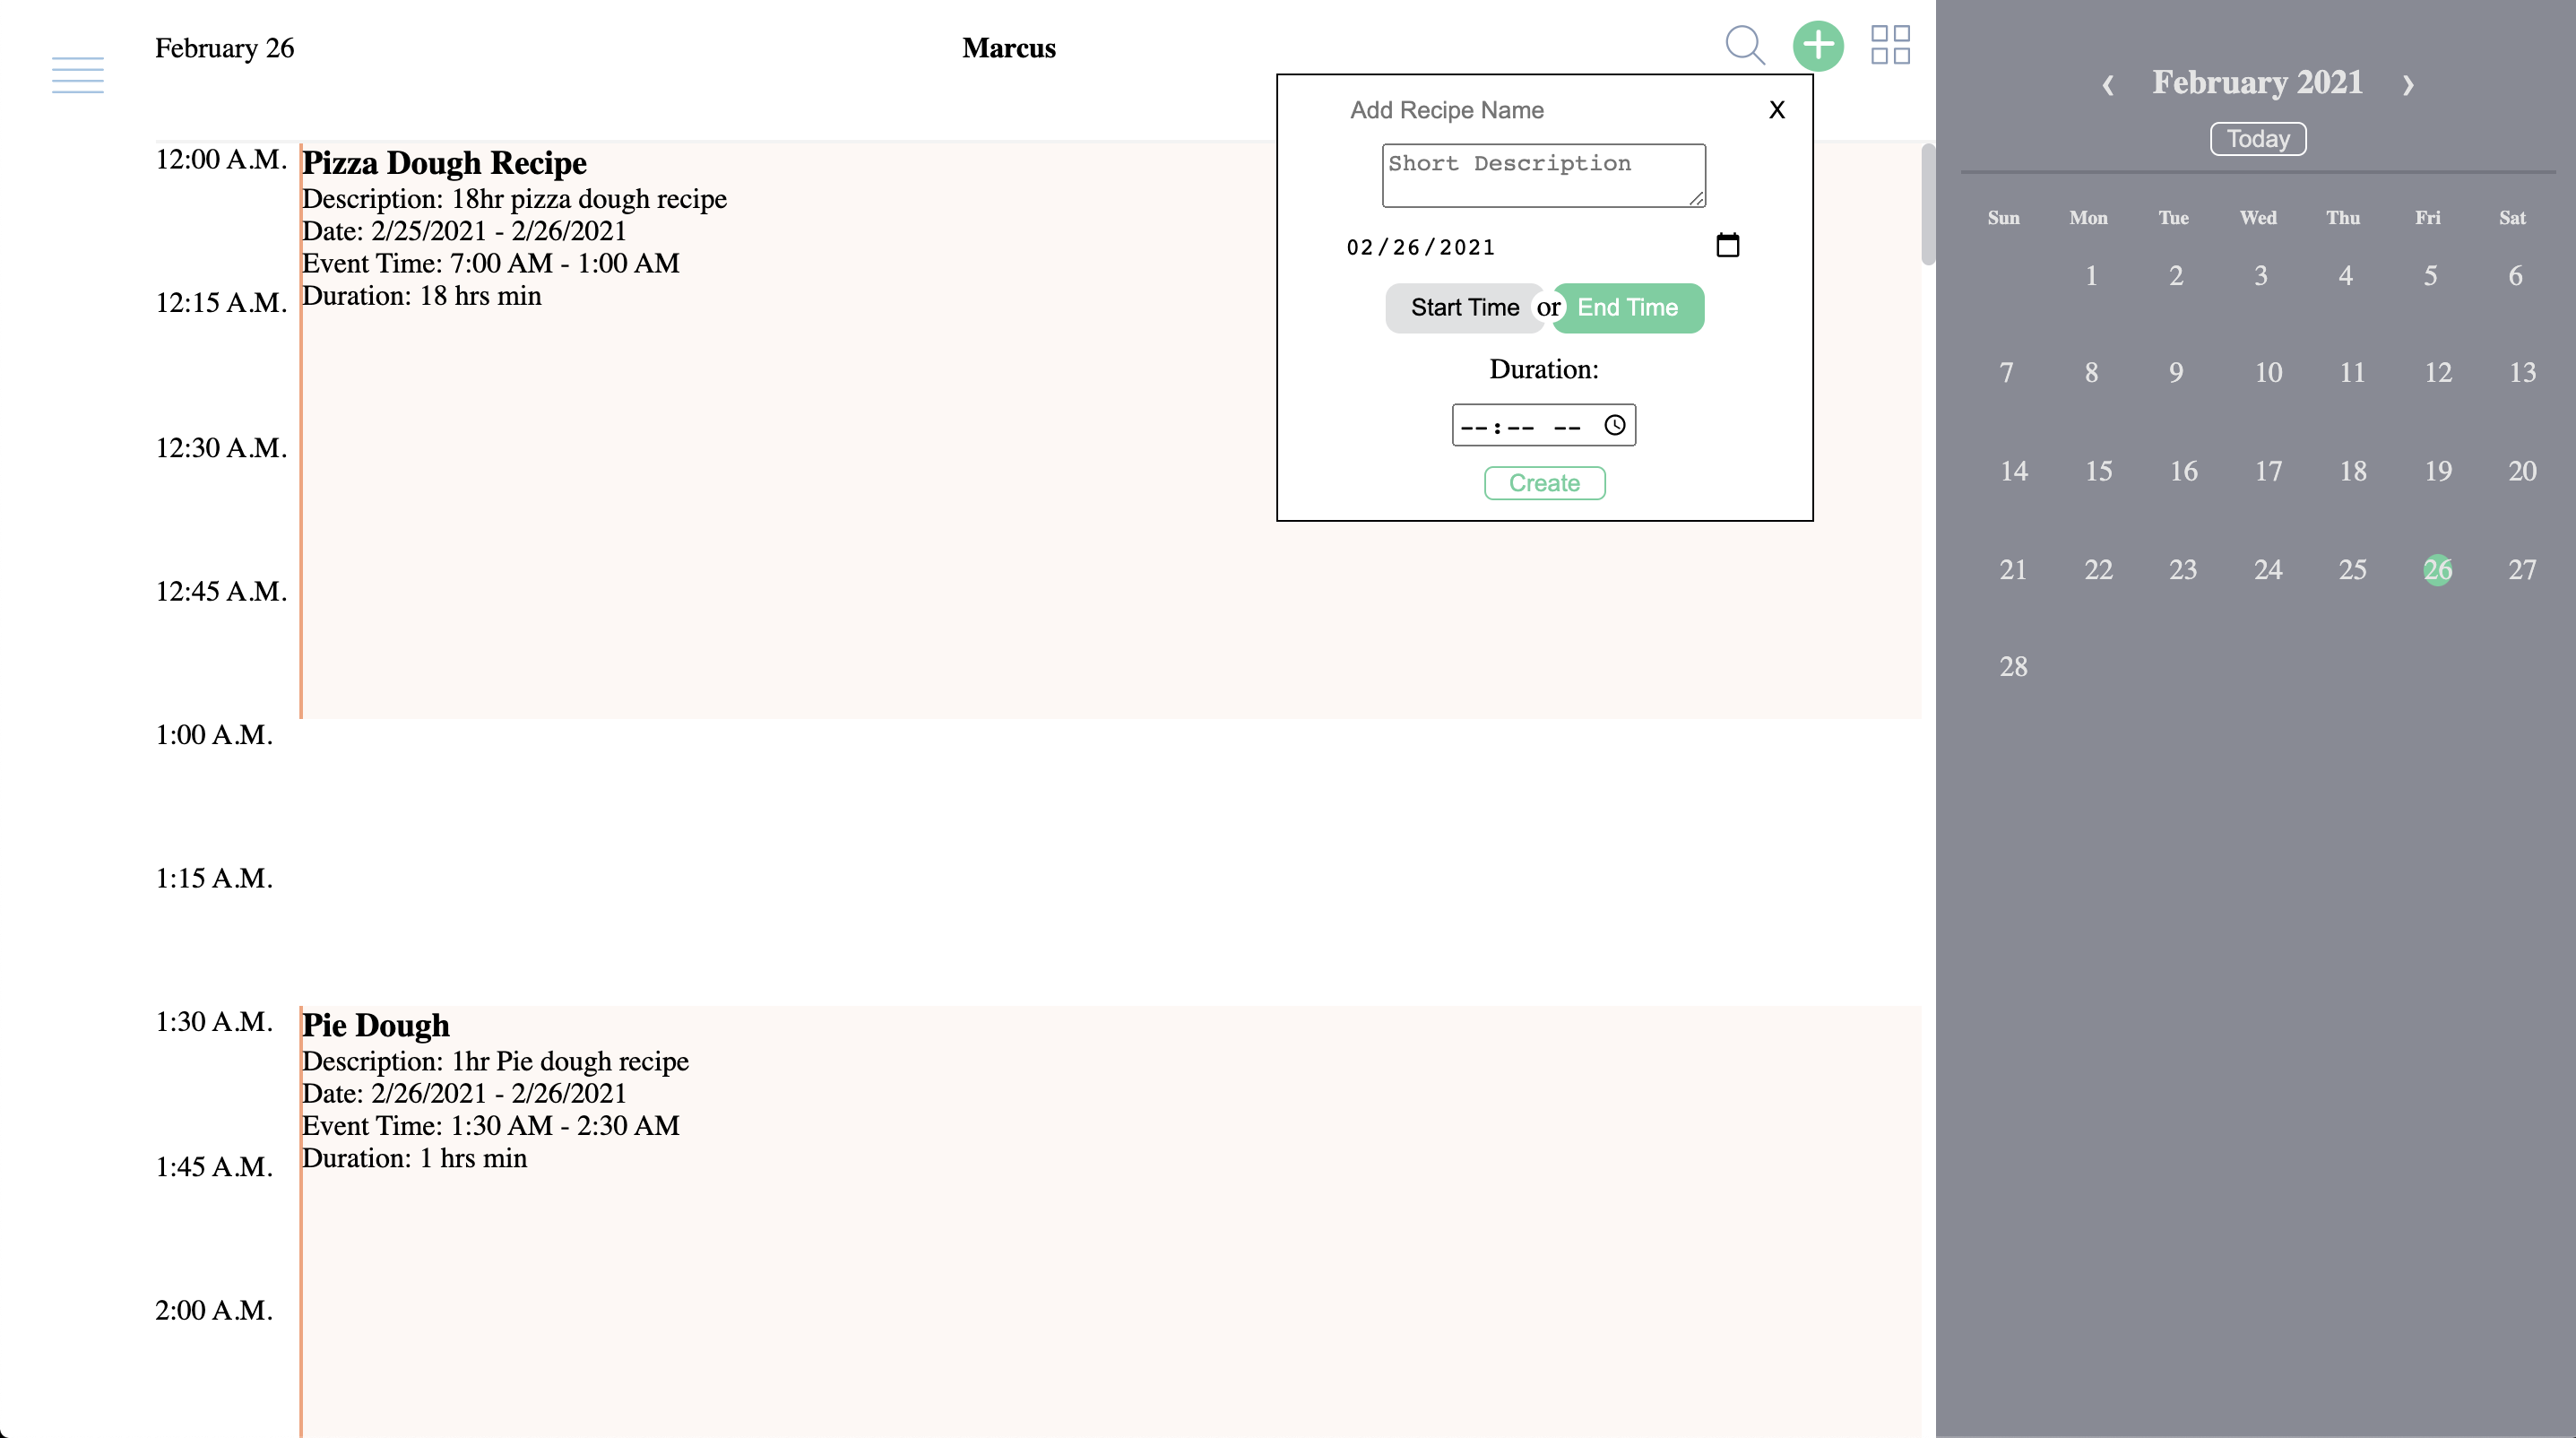 February 26
Marcus
Add Recipe Name
X
Short Description
02/26/2021
Start Time or End Time
Duration:
--:-- --
Create
12:00 A.M.
Pizza Dough Recipe
Description: 18hr pizza dough recipe
Date: 2/25/2021 - 2/26/2021
Event Time: 7:00 AM - 1:00 AM
12:15 A.M.
Duration: 18 hrs min
12:30 A.M.
12:45 A.M.
1:00 A.M.
1:15 A.M.
1:30 A.M.
Pie Dough
Description: 1hr Pie dough recipe
Date: 2/26/2021 - 2/26/2021
Event Time: 1:30 AM - 2:30 AM
1:45 A.M.
Duration: 1 hrs min
2:00 A.M.
‹ February 2021 ›
Today
Sun Mon Tue Wed Thu Fri Sat
1 2 3 4 5 6
7 8 9 10 11 12 13
14 15 16 17 18 19 20
21 22 23 24 25 26 27
28